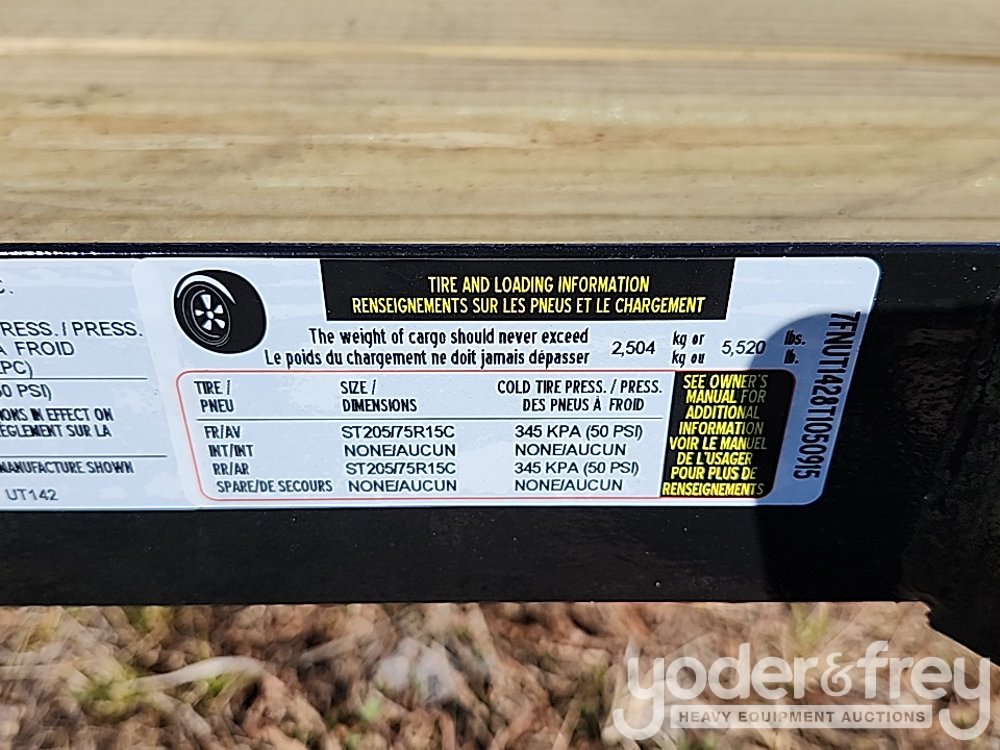 C.
PRESS. / PRESS.
À FROID
PC)
50 PSI)
IONS IN EFFECT ON
RÈGLEMENT SUR LA
MANUFACTURE SHOWN
UT142
TIRE AND LOADING INFORMATION
RENSEIGNEMENTS SUR LES PNEUS ET LE CHARGEMENT
The weight of cargo should never exceed 2,504 kg or 5,520 lbs.
Le poids du chargement ne doit jamais dépasser kg ou lb.
TIRE / SIZE / COLD TIRE PRESS. / PRESS.
PNEU DIMENSIONS DES PNEUS À FROID
FR/AV ST205/75R15C 345 KPA (50 PSI)
INT/INT NONE/AUCUN NONE/AUCUN
RR/AR ST205/75R15C 345 KPA (50 PSI)
SPARE/DE SECOURS NONE/AUCUN NONE/AUCUN
SEE OWNER'S
MANUAL FOR
ADDITIONAL
INFORMATION
VOIR LE MANUEL
DE L'USAGER
POUR PLUS DE
RENSEIGNEMENTS
7FNUT1428T1050915
yoder&frey
HEAVY EQUIPMENT AUCTIONS